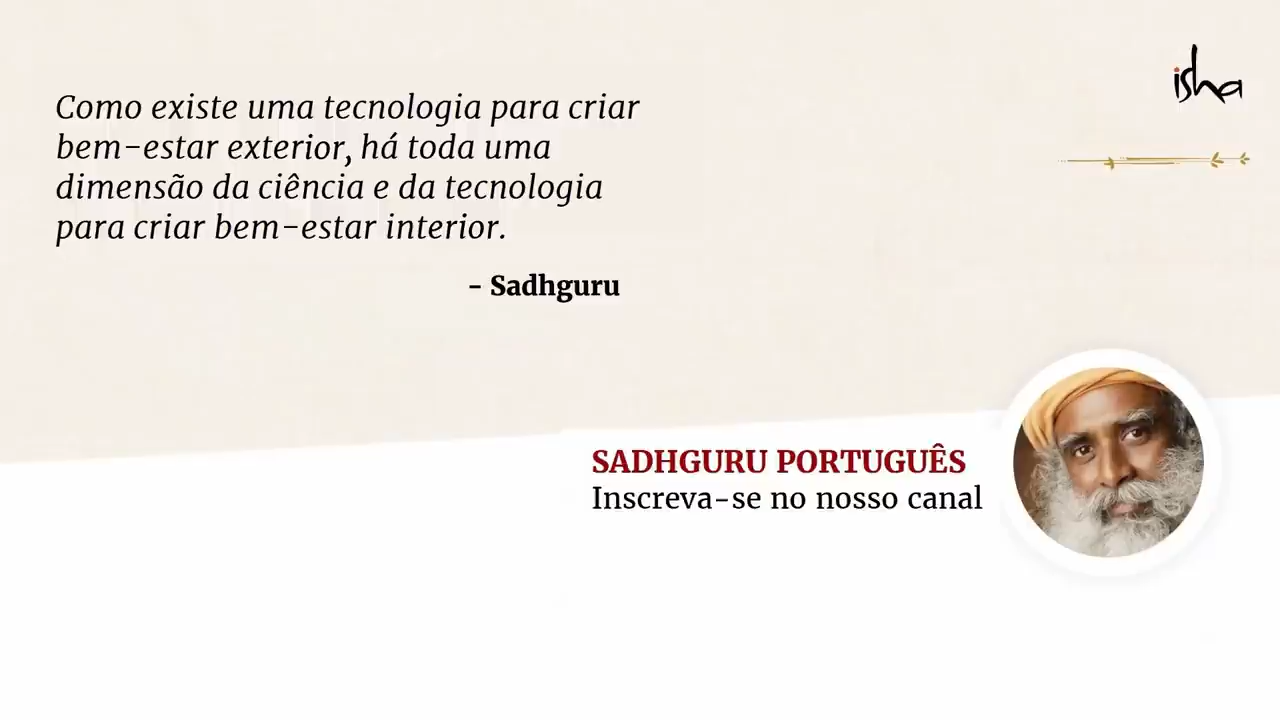 Como existe uma tecnologia para criar
bem-estar exterior, há toda uma
dimensão da ciência e da tecnologia
para criar bem-estar interior.
- Sadhguru
isha
SADHGURU PORTUGUÊS
Inscreva-se no nosso canal